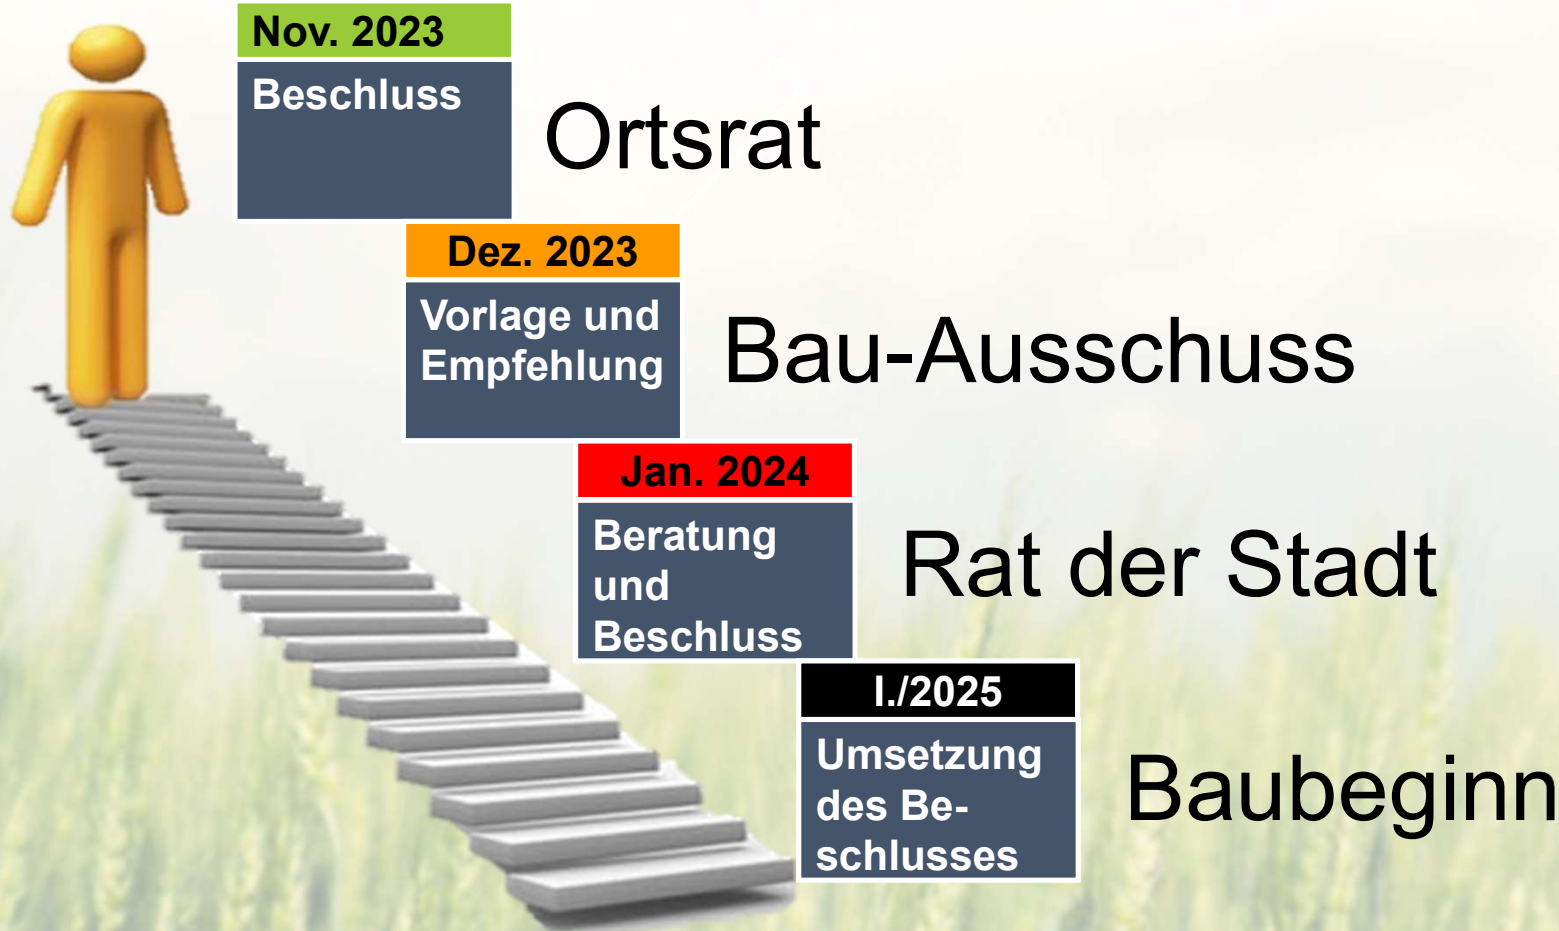 Nov. 2023
Beschluss
Ortsrat
Dez. 2023
Vorlage und
Empfehlung
Bau-Ausschuss
Jan. 2024
Beratung
und
Beschluss
Rat der Stadt
I./2025
Umsetzung
des Be-
schlusses
Baubeginn